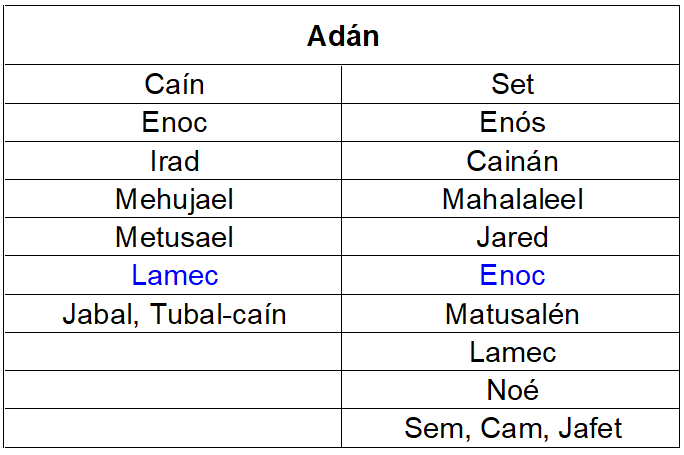 Adán
Caín Set
Enoc Enós
Irad Cainán
Mehujael Mahalaleel
Metusael Jared
Lamec Enoc
Jabal, Tubal-caín Matusalén
Lamec
Noé
Sem, Cam, Jafet